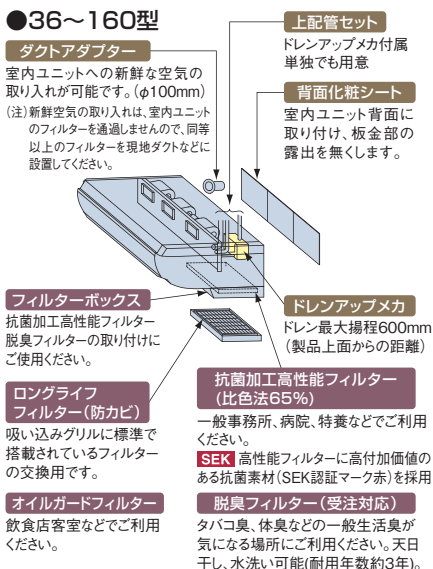 ●36～160型
ダクトアダプター
室内ユニットへの新鮮な空気の
取り入れが可能です。(φ100mm)
(注)新鮮空気の取り入れは、室内ユニット
のフィルターを通過しませんので、同等
以上のフィルターを現地ダクトなどに
設置してください。
上配管セット
ドレンアップメカ付属
単独でも用意
背面化粧シート
室内ユニット背面に
取り付け、板金部の
露出を無くします。
フィルターボックス
抗菌加工高性能フィルター
脱臭フィルターの取り付けに
ご使用ください。
ドレンアップメカ
ドレン最大揚程600mm
(製品上面からの距離)
ロングライフ
フィルター(防カビ)
吸い込みグリルに標準で
搭載されているフィルター
の交換用です。
抗菌加工高性能フィルター
(比色法65%)
一般事務所、病院、特養などでご利用
ください。
SEK 高性能フィルターに高付加価値の
ある抗菌素材(SEK認証マーク赤)を採用
オイルガードフィルター
飲食店客室などでご利用
ください。
脱臭フィルター(受注対応)
タバコ臭、体臭などの一般生活臭が
気になる場所にご利用ください。天日
干し、水洗い可能(耐用年数約3年)。